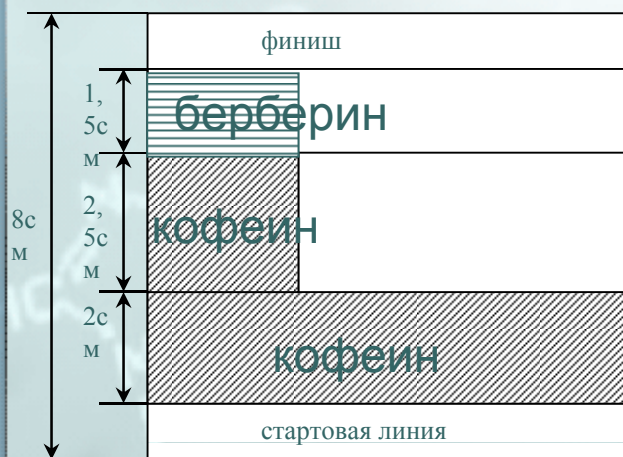 финиш
1,
5с
м
берберин
8с
м
2,
5с
м
кофеин
2с
м
кофеин
стартовая линия